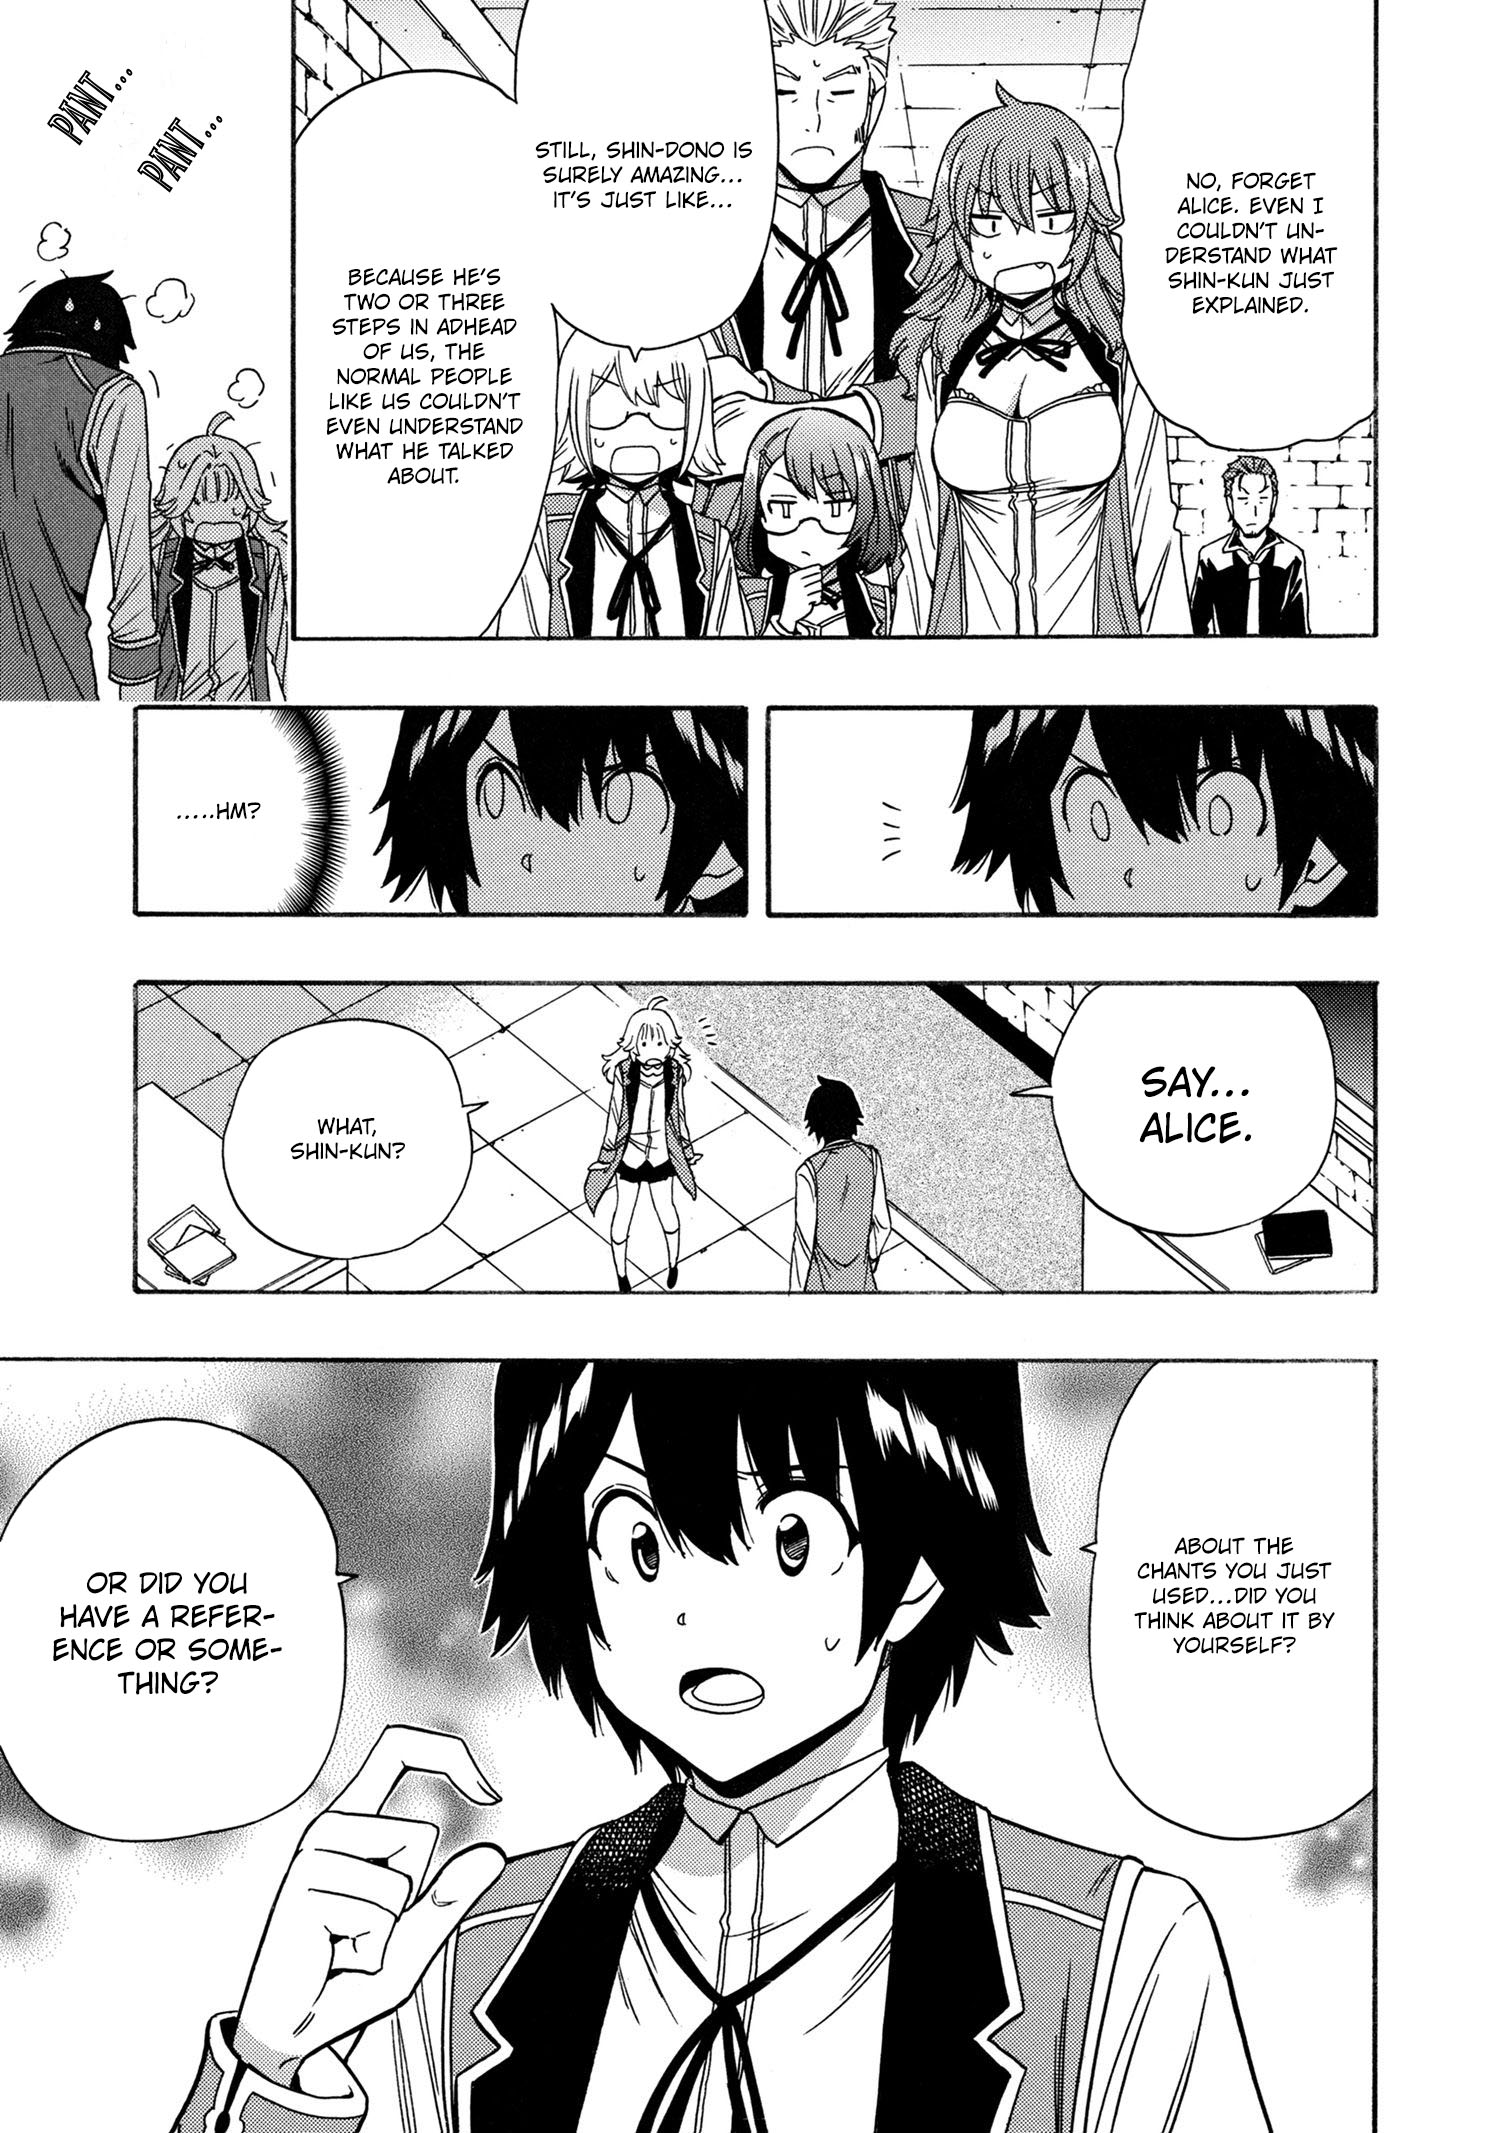 NO, FORGET
ALICE. EVEN I
COULDN'T UN-
DERSTAND WHAT
SHIN-KUN JUST
EXPLAINED.
STILL, SHIN-DONO IS
SURELY AMAZING...
IT'S JUST LIKE...
BECAUSE HE'S
TWO OR THREE
STEPS IN ADHEAD
OF US, THE
NORMAL PEOPLE
LIKE US COULDN'T
EVEN UNDERSTAND
WHAT HE TALKED
ABOUT.
PANT...
PANT...
.....HM?
SAY...
ALICE.
WHAT,
SHIN-KUN?
ABOUT THE
CHANTS YOU JUST
USED...DID YOU
THINK ABOUT IT BY
YOURSELF?
OR DID YOU
HAVE A REFER-
ENCE OR SOME-
THING?